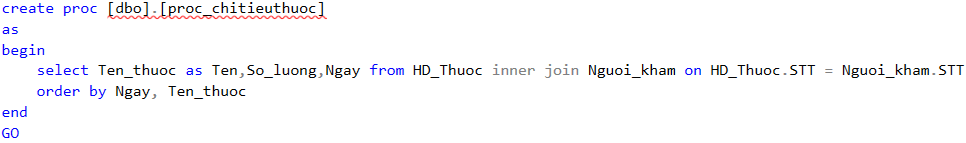 create proc [dbo].[proc_chitieuthuoc]
as
begin
    select Ten_thuoc as Ten,So_luong,Ngay from HD_Thuoc inner join Nguoi_kham on HD_Thuoc.STT = Nguoi_kham.STT
    order by Ngay, Ten_thuoc
end
GO